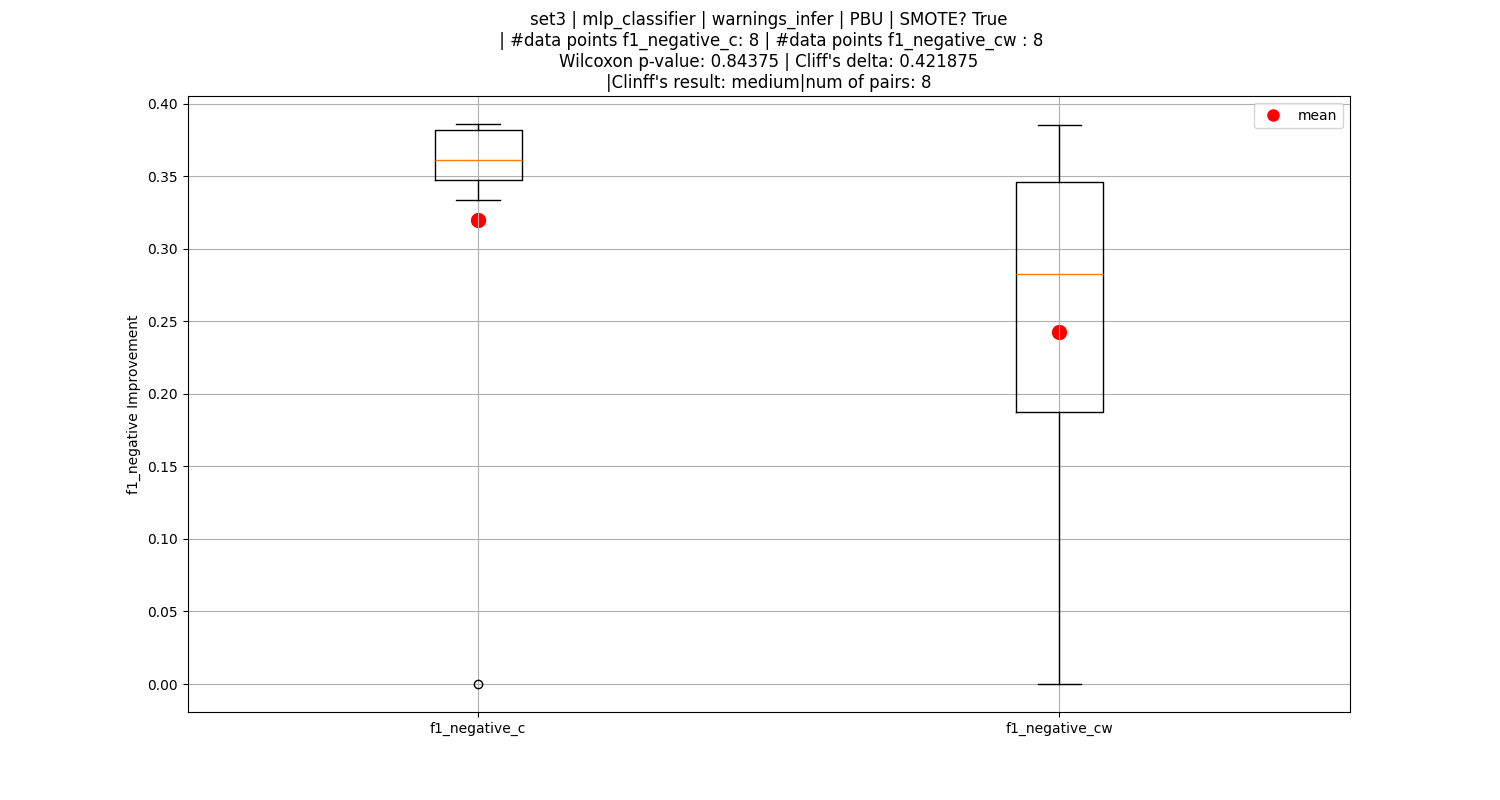 set3 | mlp_classifier | warnings_infer | PBU | SMOTE? True
| #data points f1_negative_c: 8 | #data points f1_negative_cw : 8
Wilcoxon p-value: 0.84375 | Cliff's delta: 0.421875
|Clinff's result: medium|num of pairs: 8
mean
0.40
0.35
0.30
0.25
0.20
0.15
0.10
0.05
0.00
f1_negative Improvement
f1_negative_c
f1_negative_cw